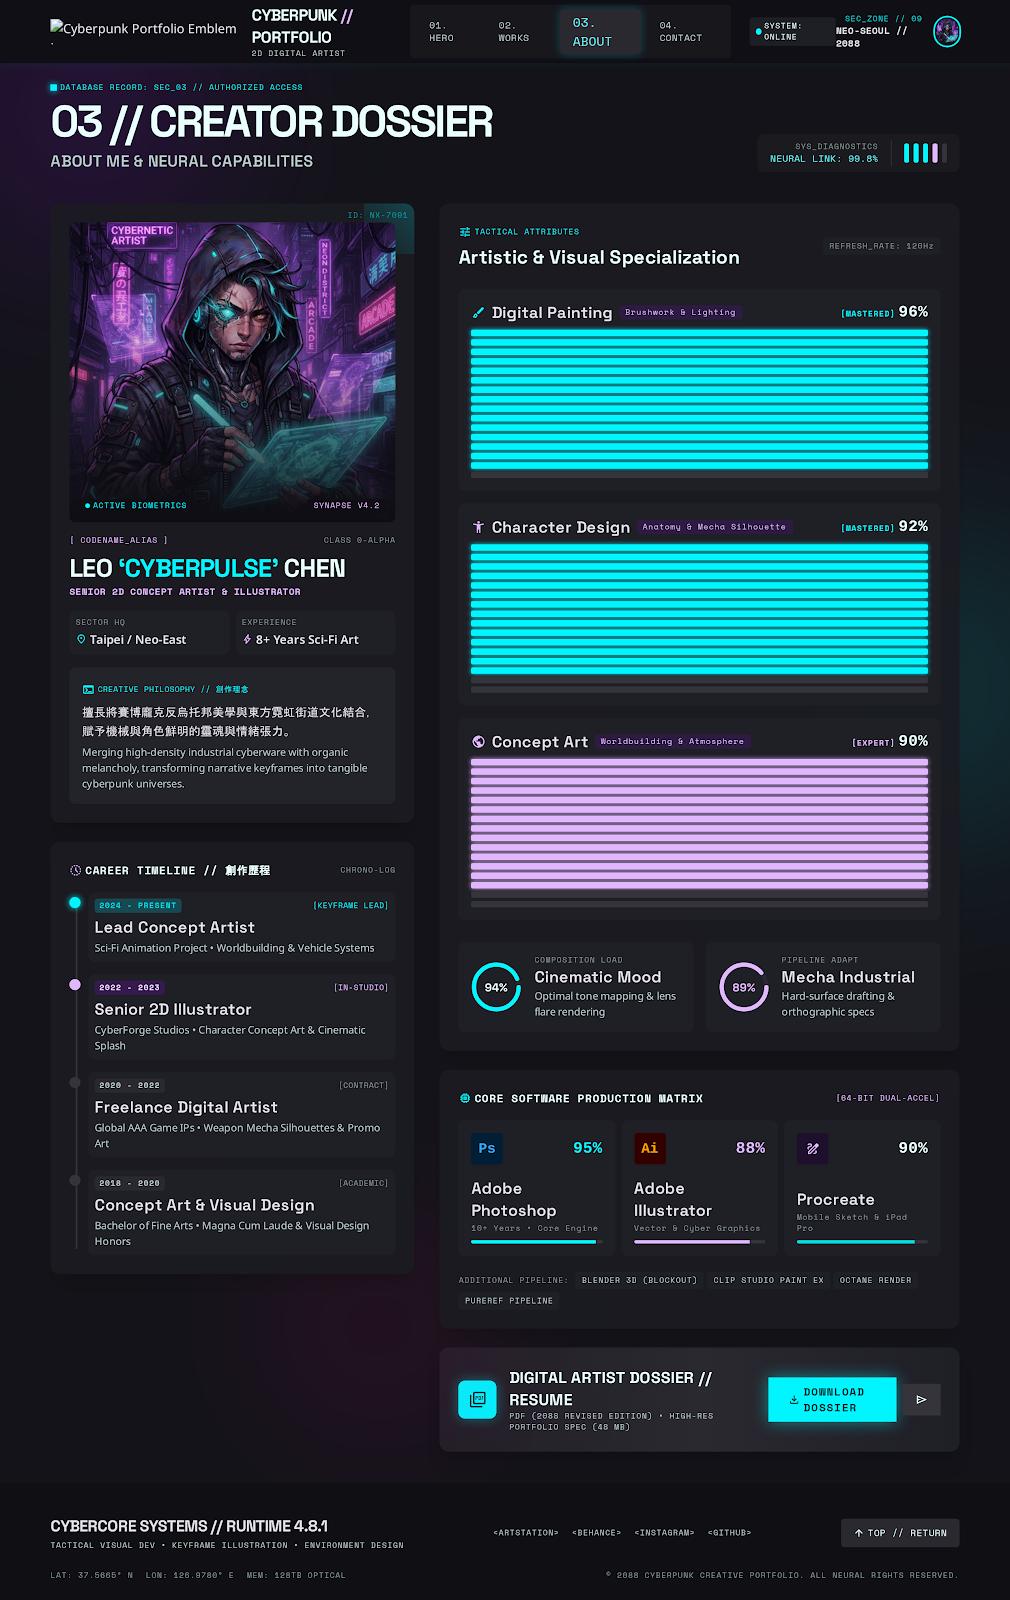 Cyberpunk Portfolio Emblem
CYBERPUNK //
PORTFOLIO
2D DIGITAL ARTIST
01.
HERO
02.
WORKS
03.
ABOUT
04.
CONTACT
SYSTEM:
ONLINE
SEC_ZONE // 09
NEO-SEOUL //
2088
DATABASE RECORD: SEC_03 // AUTHORIZED ACCESS
03 // CREATOR DOSSIER
ABOUT ME & NEURAL CAPABILITIES
SYS_DIAGNOSTICS
NEURAL LINK: 99.8%
ID: NX-7091
CYBERNETIC
ARTIST
NEON DISTRICT
ARCADE
ARCADE
ACTIVE BIOMETRICS
SYNAPSE V4.2
[ CODENAME_ALIAS ]
CLASS 0-ALPHA
LEO ‘CYBERPULSE’ CHEN
SENIOR 2D CONCEPT ARTIST & ILLUSTRATOR
SECTOR HQ
Taipei / Neo-East
EXPERIENCE
8+ Years Sci-Fi Art
CREATIVE PHILOSOPHY // 創作理念
擅長將賽博龐克反烏托邦美學與東方霓虹街道文化結合，
賦予機械與角色鮮明的靈魂與情緒張力。
Merging high-density industrial cyberware with organic
melancholy, transforming narrative keyframes into tangible
cyberpunk universes.
CAREER TIMELINE // 創作歷程
CHRONO-LOG
2024 - PRESENT
[KEYFRAME LEAD]
Lead Concept Artist
Sci-Fi Animation Project • Worldbuilding & Vehicle Systems
2022 - 2023
[IN-STUDIO]
Senior 2D Illustrator
CyberForge Studios • Character Concept Art & Cinematic
Splash
2020 - 2022
[CONTRACT]
Freelance Digital Artist
Global AAA Game IPs • Weapon Mecha Silhouettes & Promo
Art
2018 - 2020
[ACADEMIC]
Concept Art & Visual Design
Bachelor of Fine Arts • Magna Cum Laude & Visual Design
Honors
TACTICAL ATTRIBUTES
Artistic & Visual Specialization
REFRESH_RATE: 120Hz
Digital Painting
Brushwork & Lighting
[MASTERED] 96%
Character Design
Anatomy & Mecha Silhouette
[MASTERED] 92%
Concept Art
Worldbuilding & Atmosphere
[EXPERT] 90%
94%
COMPOSITION LOAD
Cinematic Mood
Optimal tone mapping & lens
flare rendering
89%
PIPELINE ADAPT
Mecha Industrial
Hard-surface drafting &
orthographic specs
CORE SOFTWARE PRODUCTION MATRIX
[64-BIT DUAL-ACCEL]
Ps
95%
Adobe
Photoshop
10+ Years • Core Engine
Ai
88%
Adobe
Illustrator
Vector & Cyber Graphics
90%
Procreate
Mobile Sketch & iPad
Pro
ADDITIONAL PIPELINE:
BLENDER 3D (BLOCKOUT)
CLIP STUDIO PAINT EX
OCTANE RENDER
PUREREF PIPELINE
PDF
DIGITAL ARTIST DOSSIER //
RESUME
PDF (2088 REVISED EDITION) • HIGH-RES
PORTFOLIO SPEC (48 MB)
DOWNLOAD
DOSSIER
CYBERCORE SYSTEMS // RUNTIME 4.8.1
TACTICAL VISUAL DEV • KEYFRAME ILLUSTRATION • ENVIRONMENT DESIGN
<ARTSTATION>
<BEHANCE>
<INSTAGRAM>
<GITHUB>
TOP // RETURN
LAT: 37.5665° N
LON: 126.9780° E
MEM: 128TB OPTICAL
© 2088 CYBERPUNK CREATIVE PORTFOLIO. ALL NEURAL RIGHTS RESERVED.